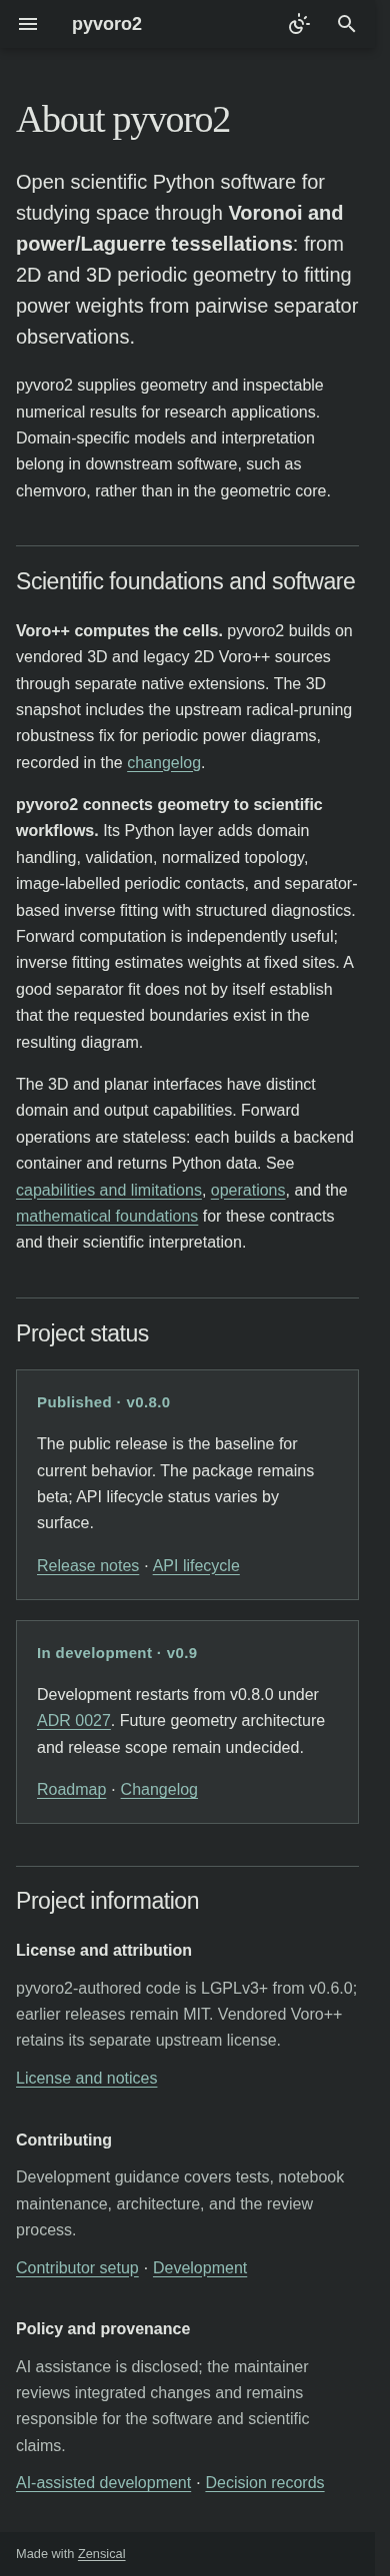 pyvoro2
About pyvoro2
Open scientific Python software for
studying space through Voronoi and
power/Laguerre tessellations: from
2D and 3D periodic geometry to fitting
power weights from pairwise separator
observations.
pyvoro2 supplies geometry and inspectable
numerical results for research applications.
Domain-specific models and interpretation
belong in downstream software, such as
chemvoro, rather than in the geometric core.
Scientific foundations and software
Voro++ computes the cells. pyvoro2 builds on
vendored 3D and legacy 2D Voro++ sources
through separate native extensions. The 3D
snapshot includes the upstream radical-pruning
robustness fix for periodic power diagrams,
recorded in the changelog.
pyvoro2 connects geometry to scientific
workflows. Its Python layer adds domain
handling, validation, normalized topology,
image-labelled periodic contacts, and separator-
based inverse fitting with structured diagnostics.
Forward computation is independently useful;
inverse fitting estimates weights at fixed sites. A
good separator fit does not by itself establish
that the requested boundaries exist in the
resulting diagram.
The 3D and planar interfaces have distinct
domain and output capabilities. Forward
operations are stateless: each builds a backend
container and returns Python data. See
capabilities and limitations, operations, and the
mathematical foundations for these contracts
and their scientific interpretation.
Project status
Published · v0.8.0
The public release is the baseline for
current behavior. The package remains
beta; API lifecycle status varies by
surface.
Release notes · API lifecycle
In development · v0.9
Development restarts from v0.8.0 under
ADR 0027. Future geometry architecture
and release scope remain undecided.
Roadmap · Changelog
Project information
License and attribution
pyvoro2-authored code is LGPLv3+ from v0.6.0;
earlier releases remain MIT. Vendored Voro++
retains its separate upstream license.
License and notices
Contributing
Development guidance covers tests, notebook
maintenance, architecture, and the review
process.
Contributor setup · Development
Policy and provenance
AI assistance is disclosed; the maintainer
reviews integrated changes and remains
responsible for the software and scientific
claims.
AI-assisted development · Decision records
Made with Zensical